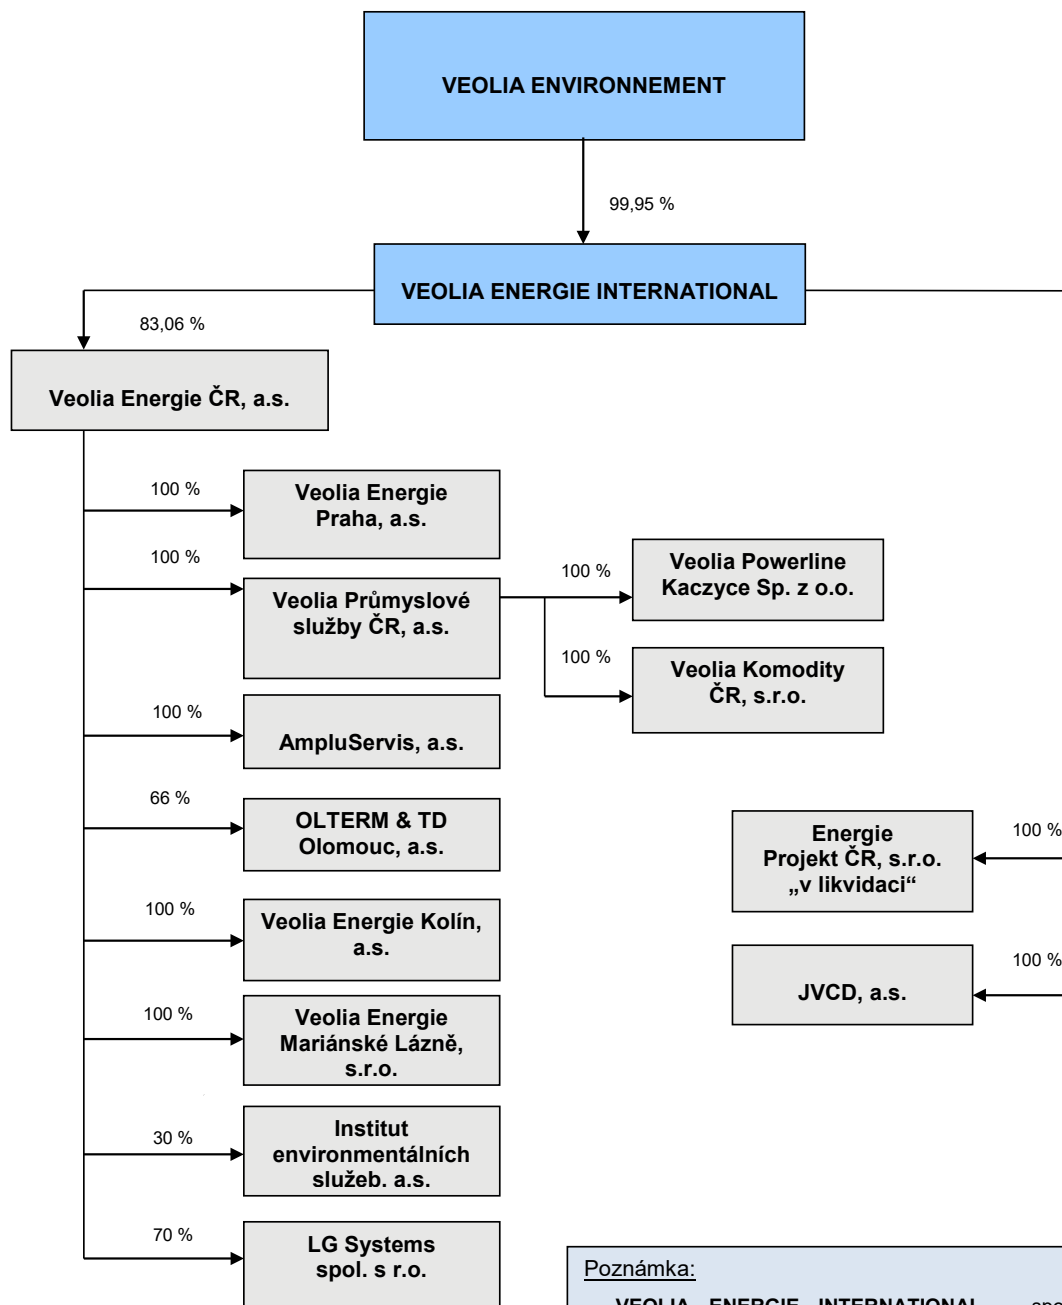 VEOLIA ENVIRONNEMENT
99,95 %
VEOLIA ENERGIE INTERNATIONAL
83,06 %
Veolia Energie ČR, a.s.
100 %
Veolia Energie
Praha, a.s.
100 %
Veolia Průmyslové
služby ČR, a.s.
100 %
Veolia Powerline
Kaczyce Sp. z o.o.
100 %
Veolia Komodity
ČR, s.r.o.
100 %
AmpluServis, a.s.
66 %
OLTERM & TD
Olomouc, a.s.
Energie
Projekt ČR, s.r.o.
„v likvidaci“
100 %
100 %
Veolia Energie Kolín,
a.s.
JVCD, a.s.
100 %
100 %
Veolia Energie
Mariánské Lázně,
s.r.o.
30 %
Institut
environmentálních
služeb. a.s.
70 %
LG Systems
spol. s r.o.
Poznámka:
VEOLIA ENERGIE INTERNATIONAL